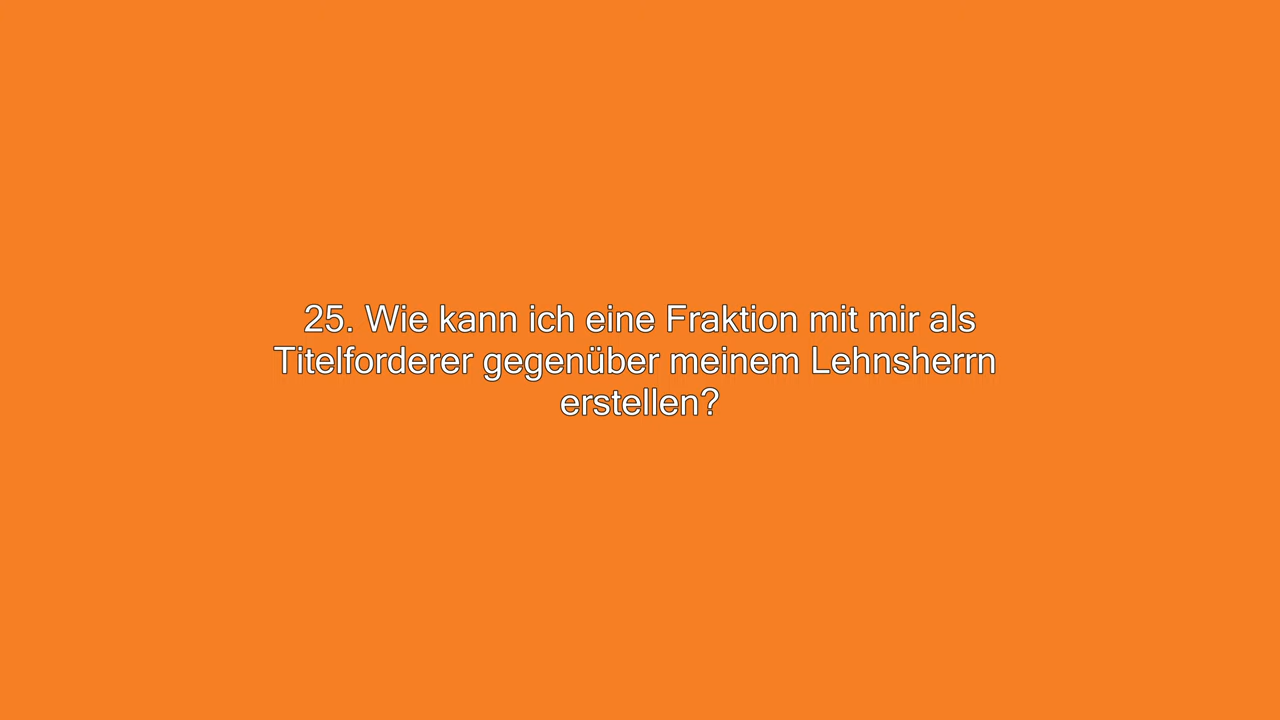 25. Wie kann ich eine Fraktion mit mir als
Titelforderer gegenüber meinem Lehnsherrn
erstellen?